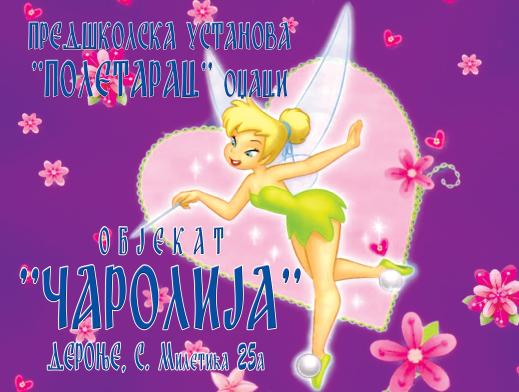 ПРЕДШКОЛСКА УСТАНОВА
"ПОЛЕТАРАЦ" ОЏАЦИ
ОБЈЕКАТ
"ЧАРОЛИЈА"
ДЕРОЊЕ, С. Милетића 25а